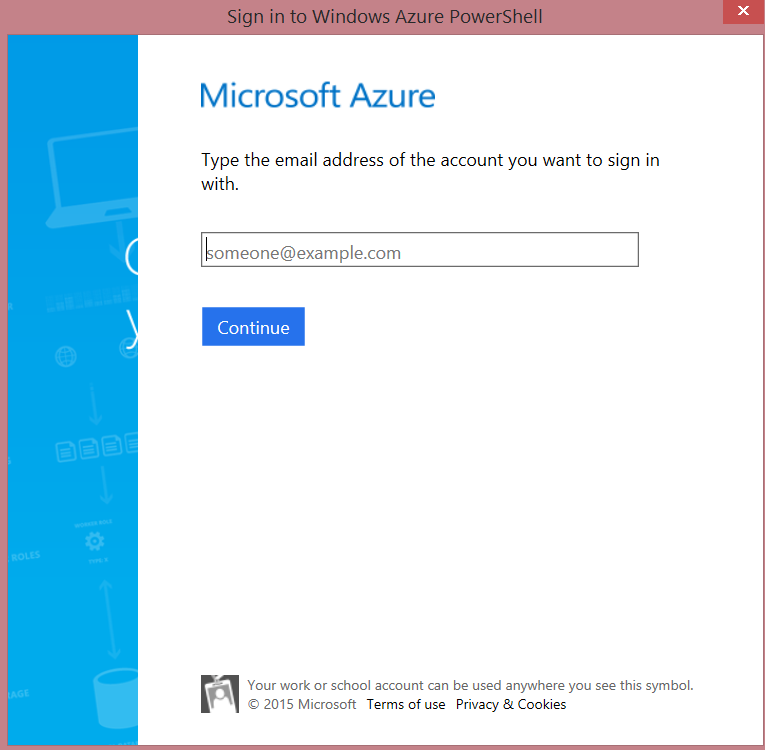 Sign in to Windows Azure PowerShell
Microsoft Azure
Type the email address of the account you want to sign in
with.
someone@example.com
Continue
ROLES
Your work or school account can be used anywhere you see this symbol.
© 2015 Microsoft Terms of use Privacy & Cookies